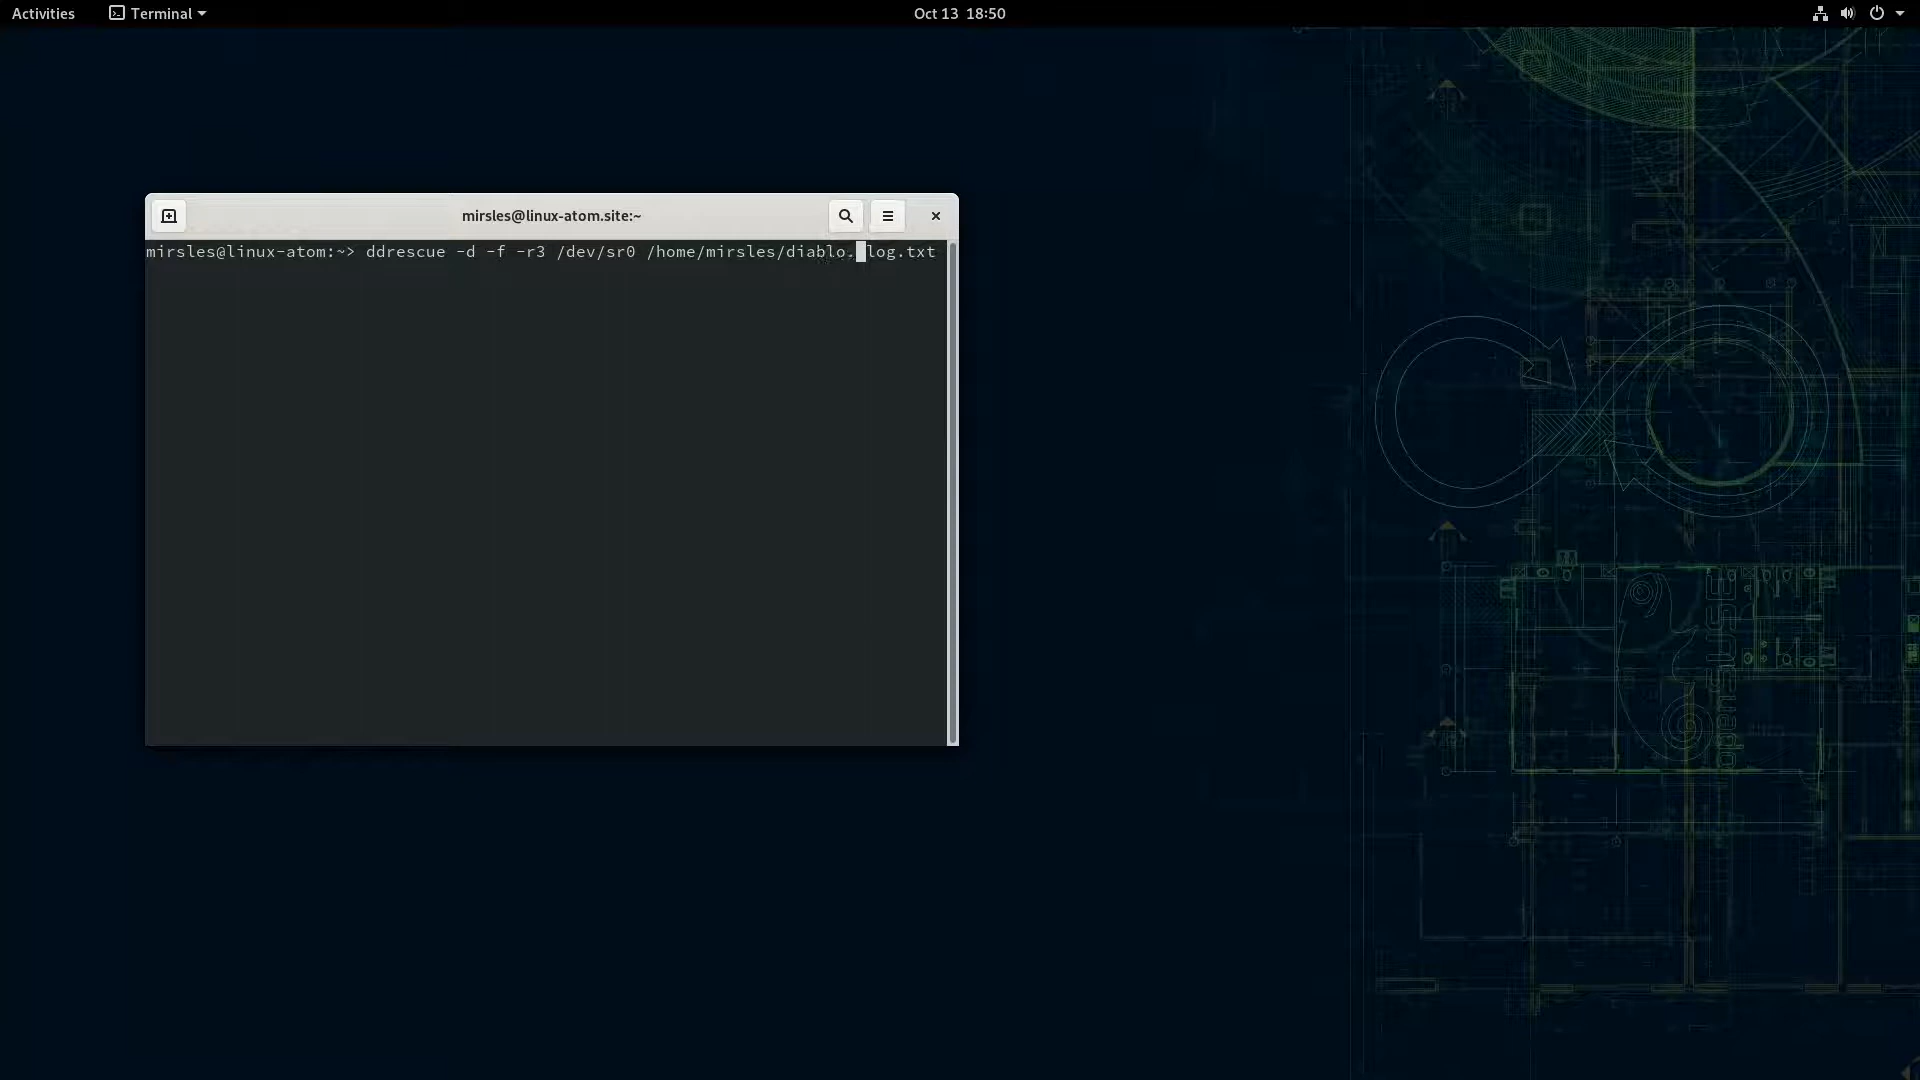 Activities
Terminal
Oct 13 18:50
mirsles@linux-atom.site:~
mirsles@linux-atom:~> ddrescue -d -f -r3 /dev/sr0 /home/mirsles/diablo. log.txt
openSUSE